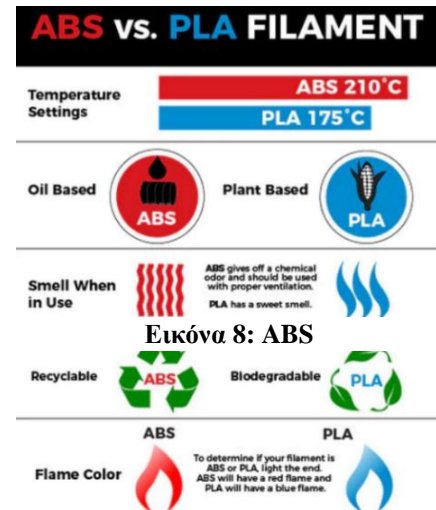 ABS vs. PLA FILAMENT
Temperature
Settings
ABS 210°C
PLA 175°C
Oil Based
ABS
Plant Based
PLA
Smell When
in Use
ABS gives off a chemical
odor and should be used
with proper ventilation.
PLA has a sweet smell.
Εικόνα 8: ABS
Recyclable
ABS
Biodegradable
PLA
ABS
PLA
Flame Color
To determine if your filament is
ABS or PLA, light the end.
ABS will have a red flame and
PLA will have a blue flame.